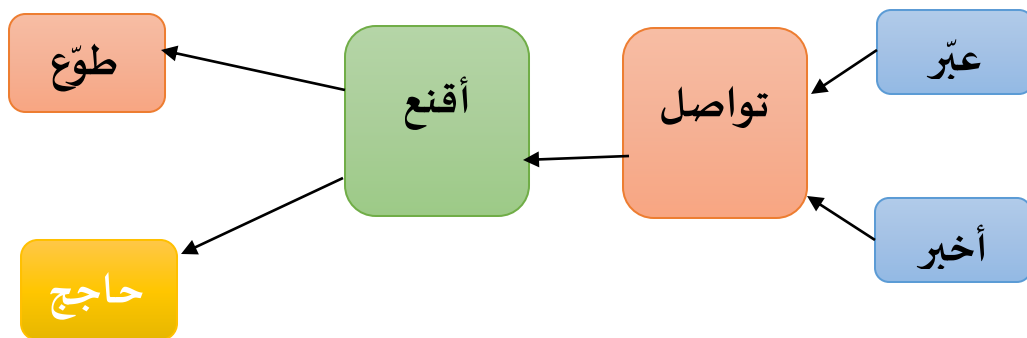 عبّر
أخبر
تواصل
أقنع
طوّع
حاجج